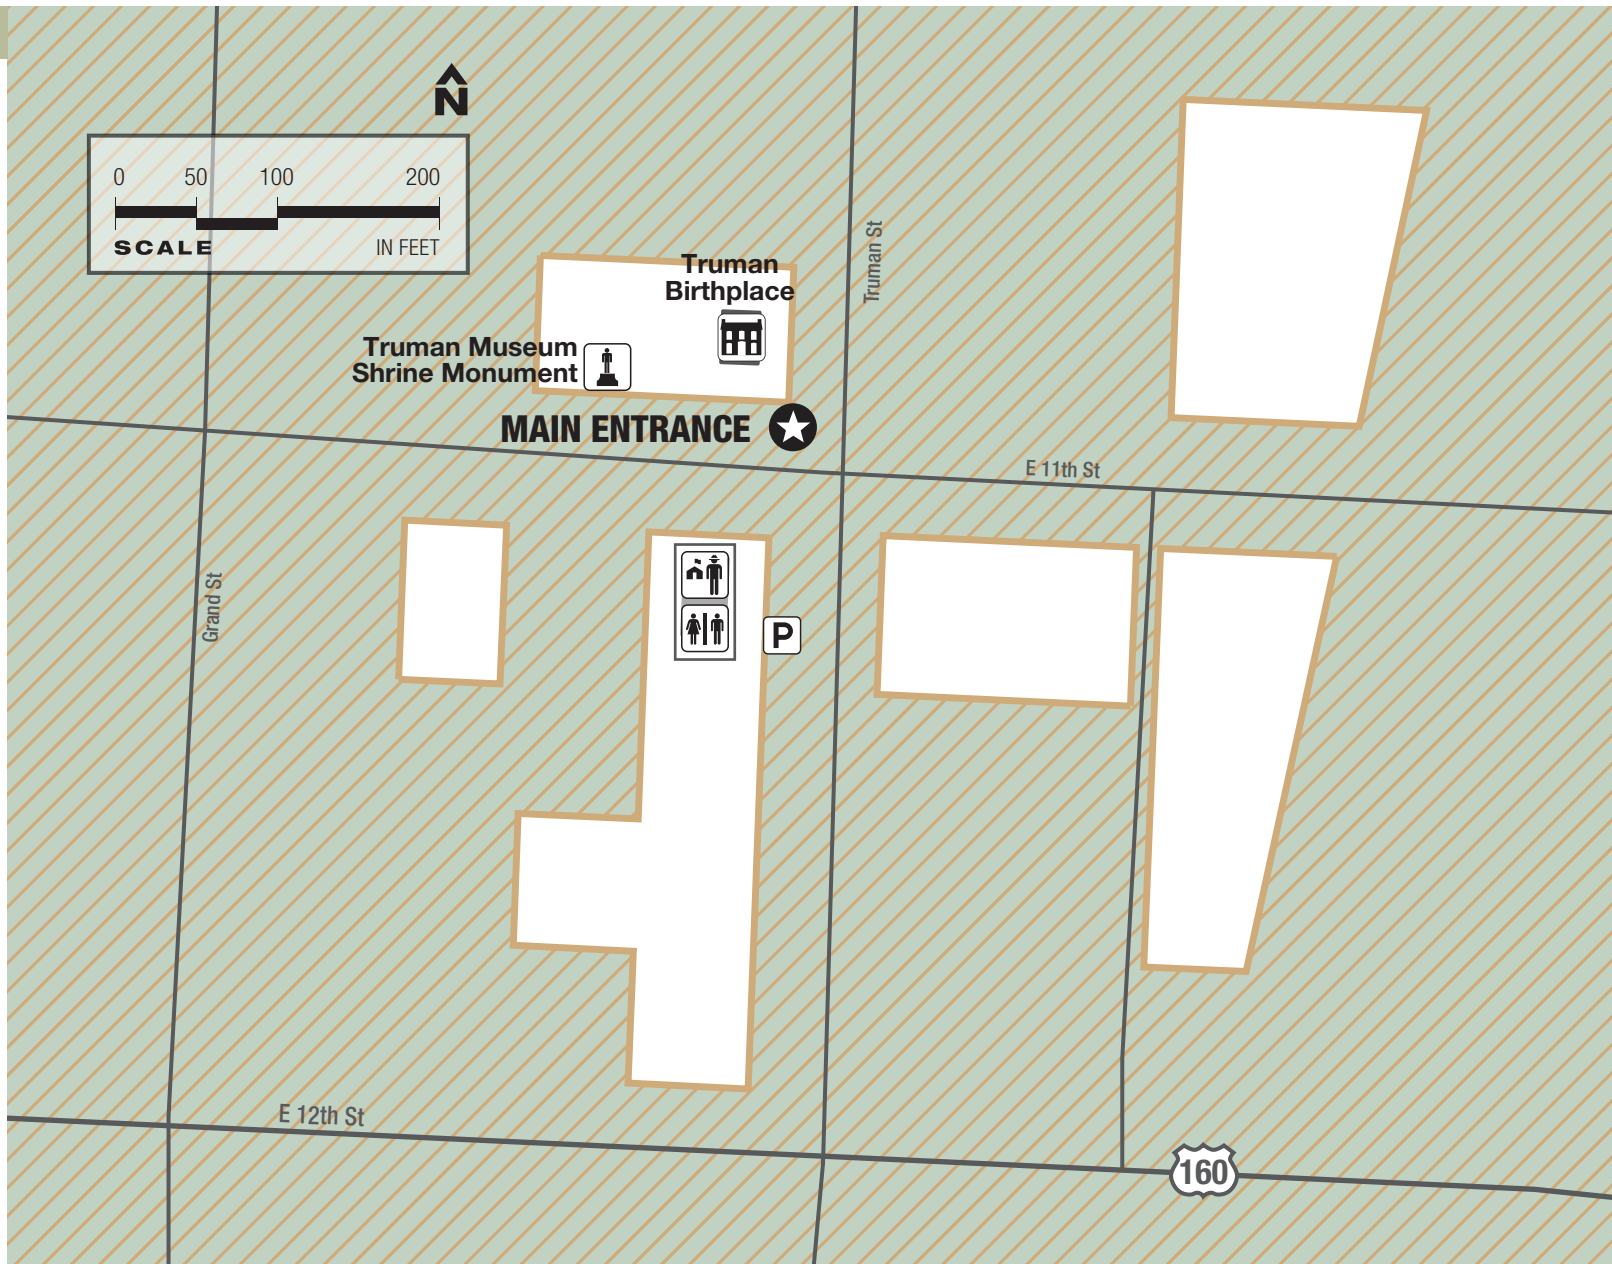 N
0 50 100 200
SCALE IN FEET
Truman St
Truman
Birthplace
Truman Museum
Shrine Monument
MAIN ENTRANCE
E 11th St
Grand St
P
E 12th St
160